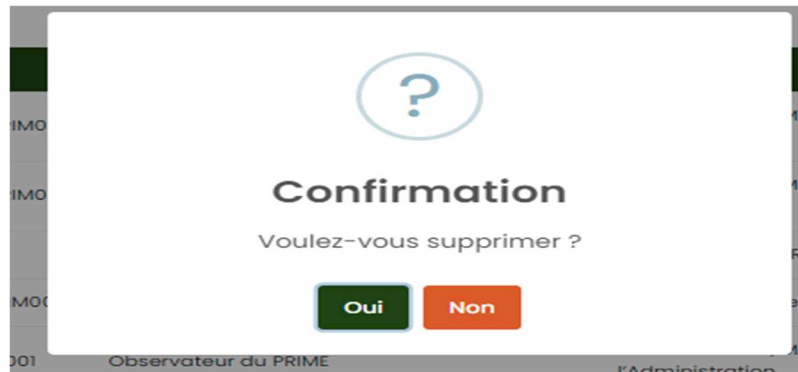 ?
Confirmation
Voulez-vous supprimer ?
Oui Non
Observateur du PRIME
l'Administration